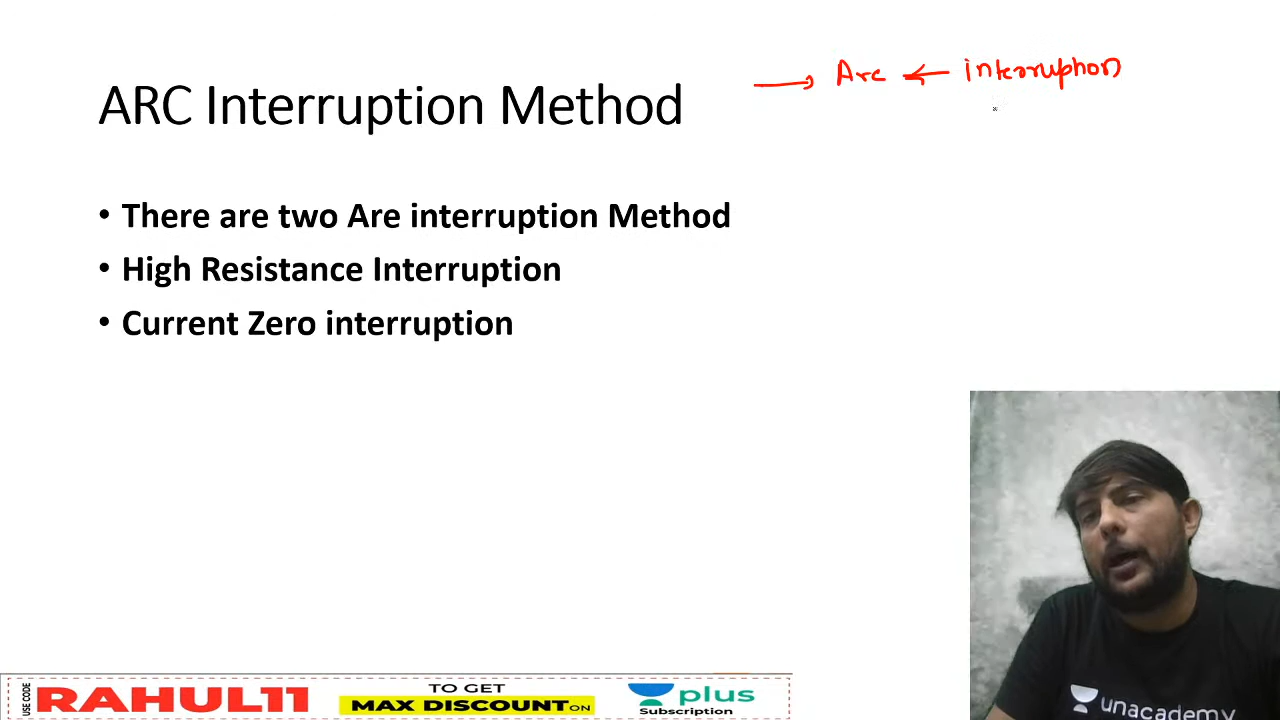 Arc ← interruption
ARC Interruption Method
• There are two Are interruption Method
• High Resistance Interruption
• Current Zero interruption
USE CODE
RAHUL11
TO GET
MAX DISCOUNT ON
plus
Subscription
unacademy